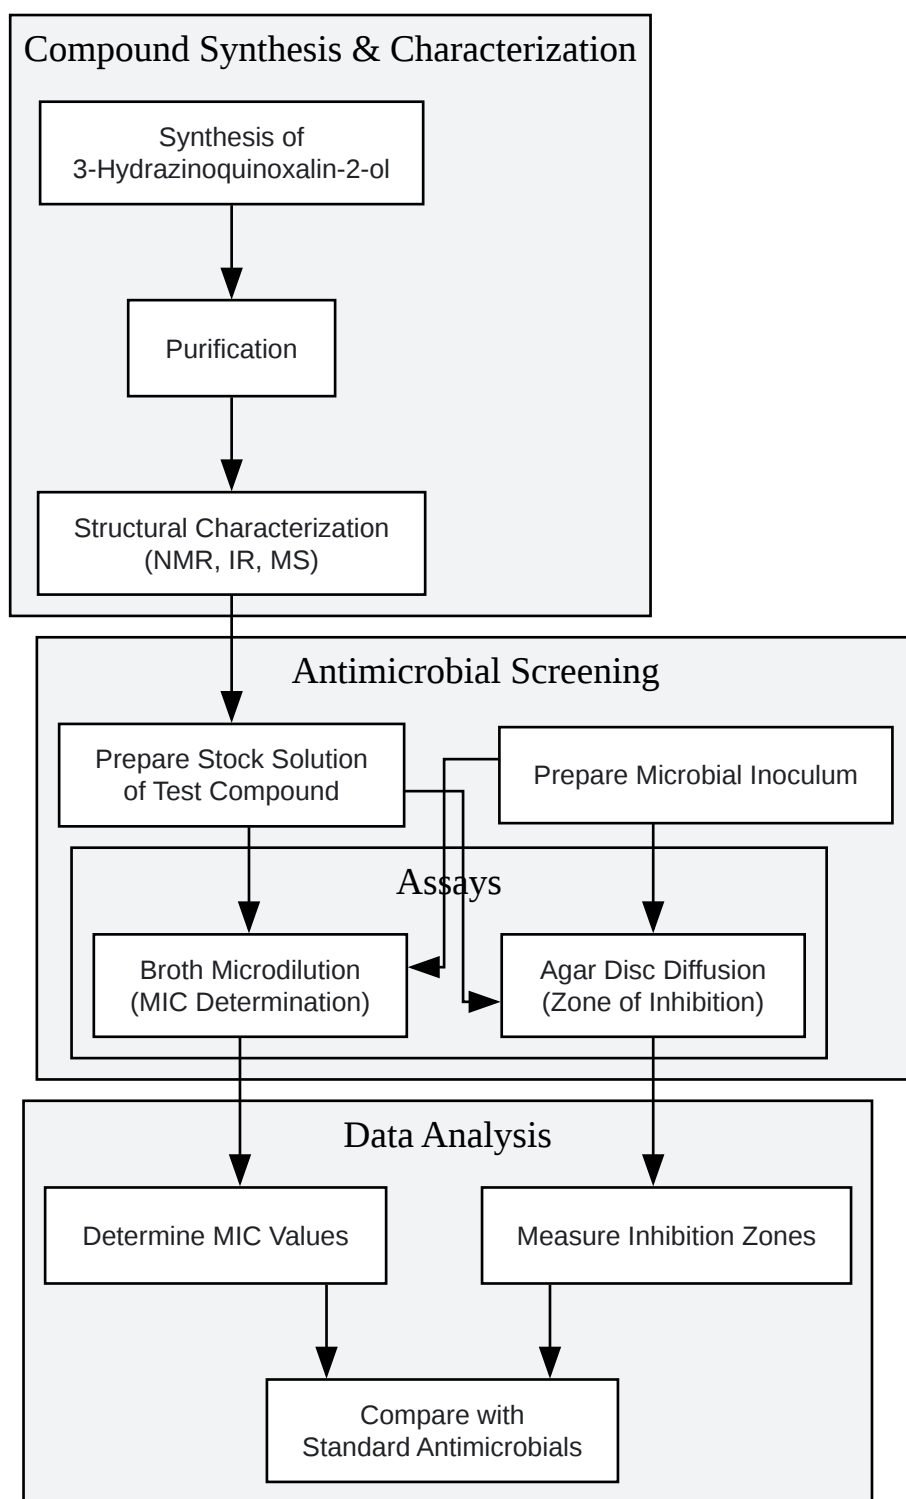 Compound Synthesis & Characterization
Synthesis of
3-Hydrazinoquinoxalin-2-ol
Purification
Structural Characterization
(NMR, IR, MS)
Antimicrobial Screening
Prepare Stock Solution
of Test Compound
Prepare Microbial Inoculum
Assays
Broth Microdilution
(MIC Determination)
Agar Disc Diffusion
(Zone of Inhibition)
Data Analysis
Determine MIC Values
Measure Inhibition Zones
Compare with
Standard Antimicrobials